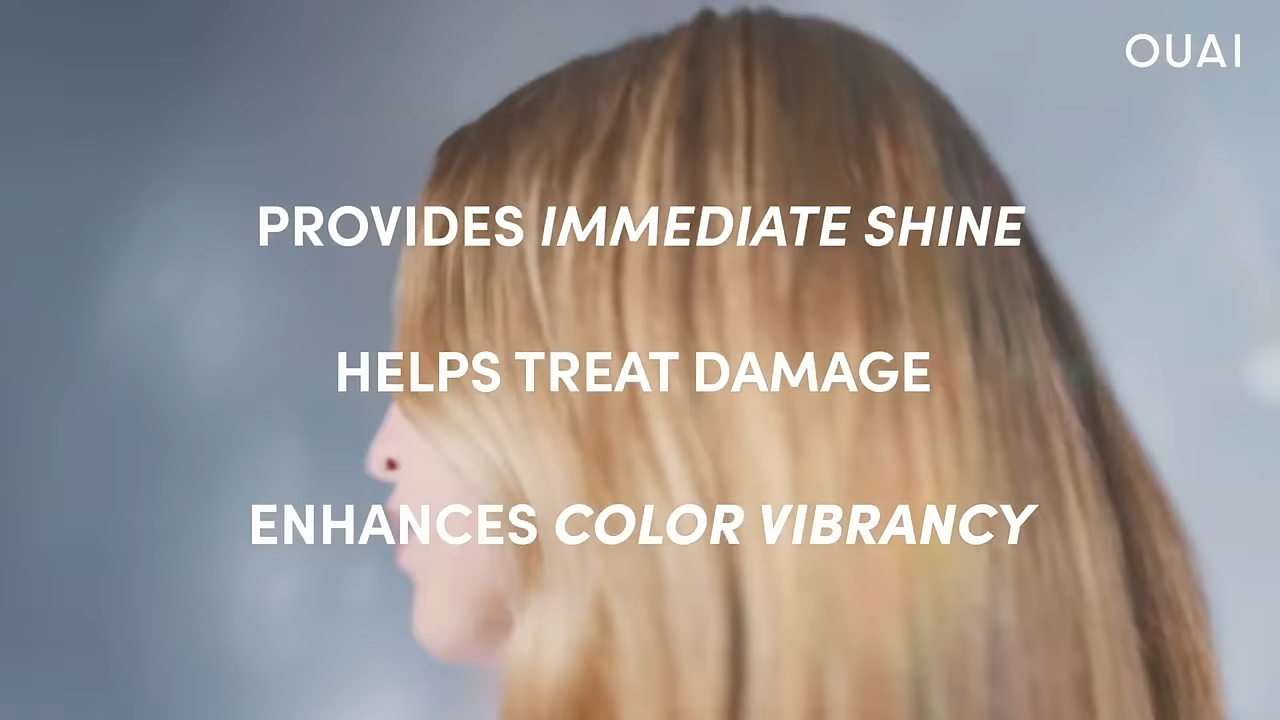 OUAI
PROVIDES IMMEDIATE SHINE
HELPS TREAT DAMAGE
ENHANCES COLOR VIBRANCY